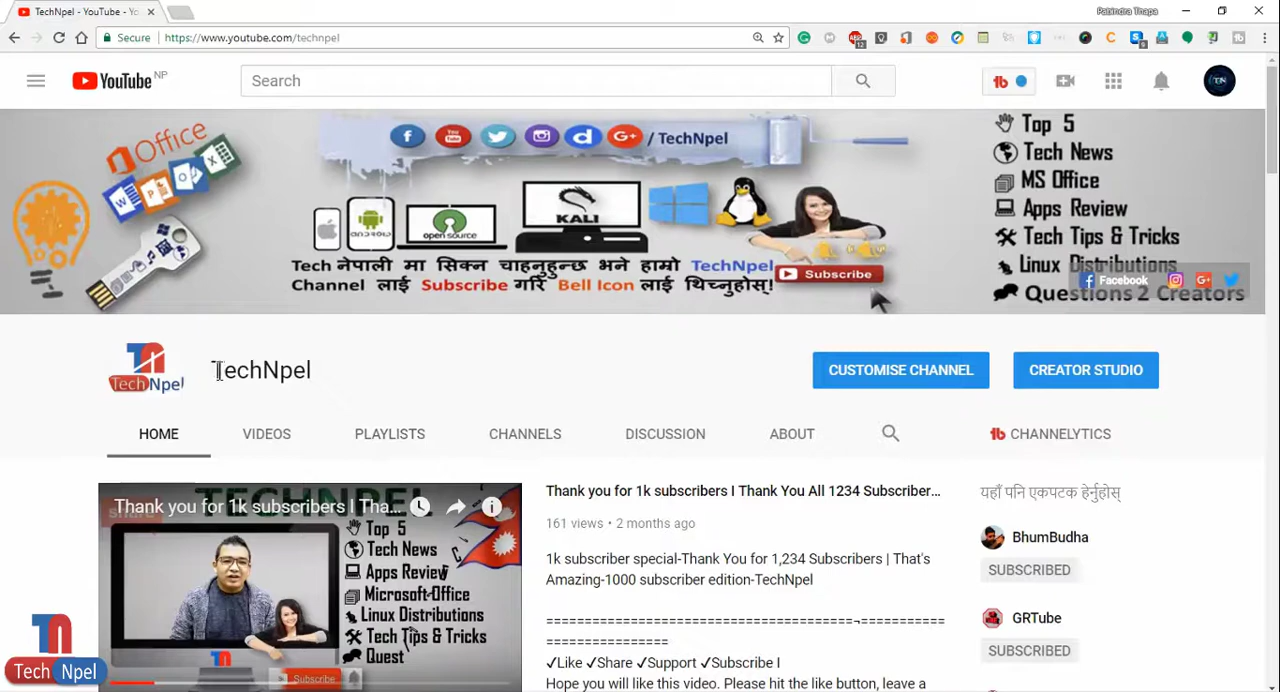 TechNpel - YouTube - You
Pabindra Thapa
Secure
https://www.youtube.com/technpel
YouTube NP
Search
Office
/ TechNpel
Top 5
Tech News
MS Office
Apps Review
Tech Tips & Tricks
Linux Distributions
Questions 2 Creators
ANDROID
open source
KALI
Tech नेपाली मा सिक्न चाहनुहुन्छ भने हाम्रो TechNpel
Channel लाई Subscribe गरि Bell Icon लाई थिच्नुहोस्!
Subscribe
Facebook
TechNpel
TechNpel
CUSTOMISE CHANNEL
CREATOR STUDIO
HOME
VIDEOS
PLAYLISTS
CHANNELS
DISCUSSION
ABOUT
CHANNELYTICS
TECHNPEL
Thank you for 1k subscribers I Tha...
Top 5
Tech News
Apps Review
Microsoft Office
Linux Distributions
Tech Tips & Tricks
Quest
Subscribe
Thank you for 1k subscribers I Thank You All 1234 Subscriber...
161 views • 2 months ago
1k subscriber special-Thank You for 1,234 Subscribers | That's
Amazing-1000 subscriber edition-TechNpel
=====================================¬===========
================
✓Like ✓Share ✓Support ✓Subscribe I
Hope you will like this video. Please hit the like button, leave a
यहाँ पनि एकपटक हेर्नुहोस्
BhumBudha
SUBSCRIBED
GRTube
SUBSCRIBED
Tech Npel